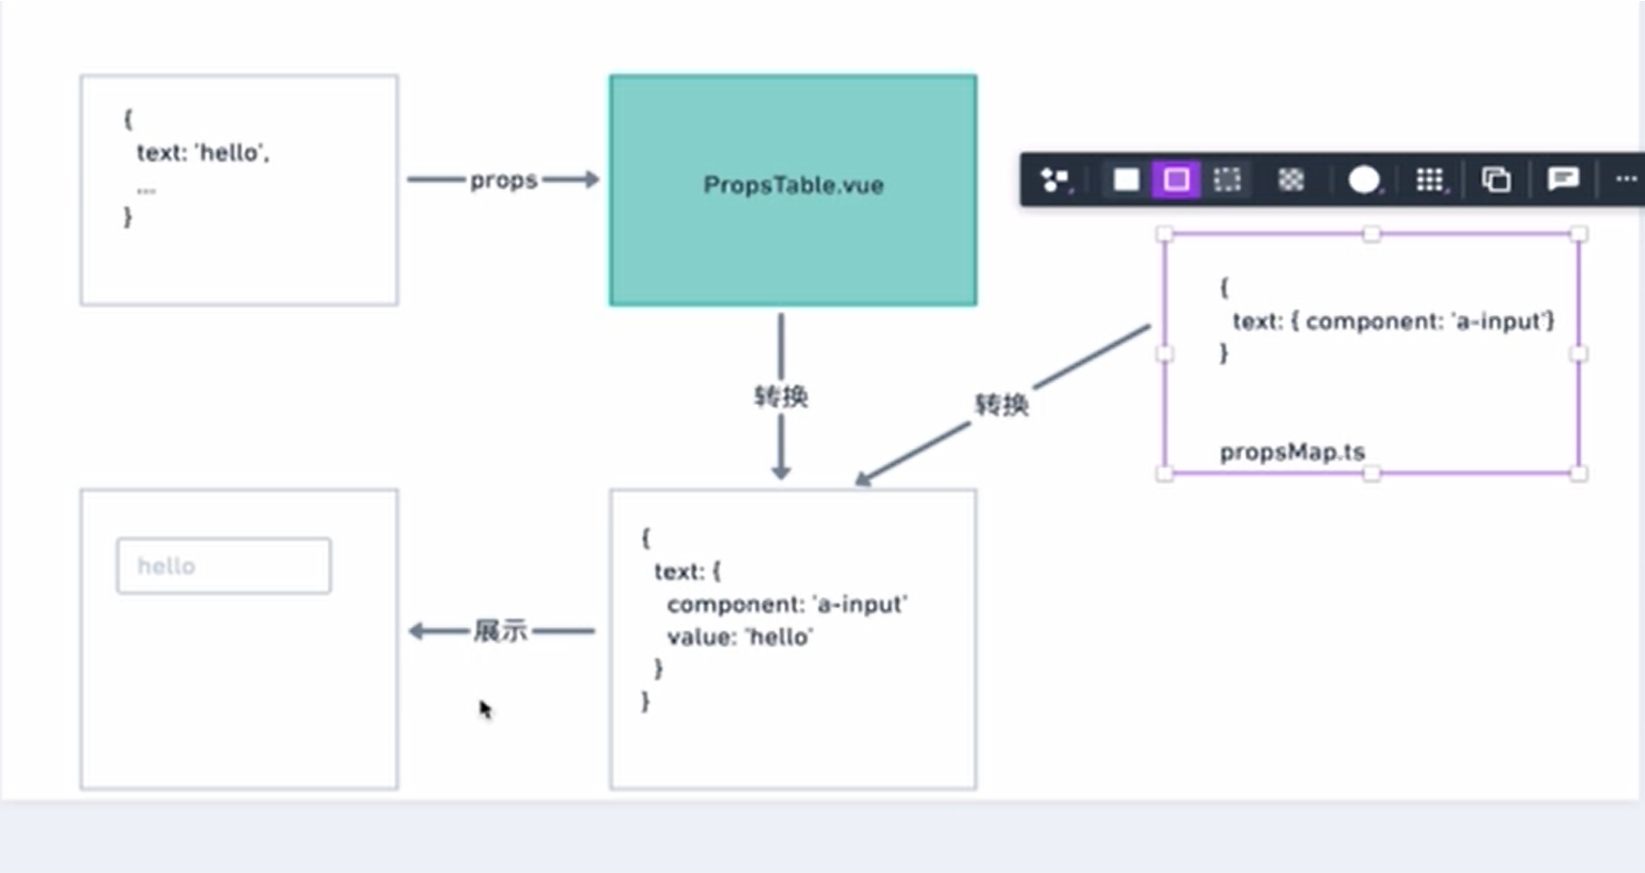 {
text: 'hello',
...
}
props
PropsTable.vue
{
text: { component: 'a-input'}
}
propsMap.ts
转换
转换
{
text: {
component: 'a-input'
value: 'hello'
}
}
展示
hello